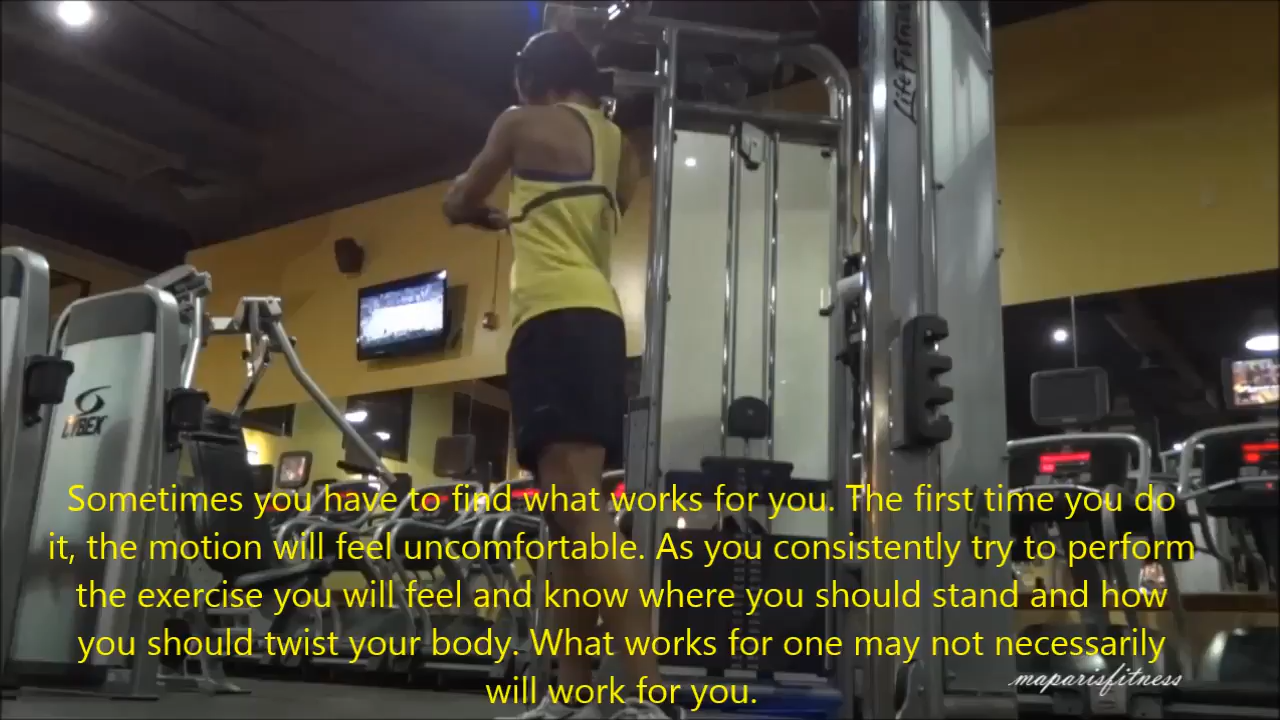 Life Fitness
CYBEX
Sometimes you have to find what works for you. The first time you do
it, the motion will feel uncomfortable. As you consistently try to perform
the exercise you will feel and know where you should stand and how
you should twist your body. What works for one may not necessarily
will work for you.
maparisfitness